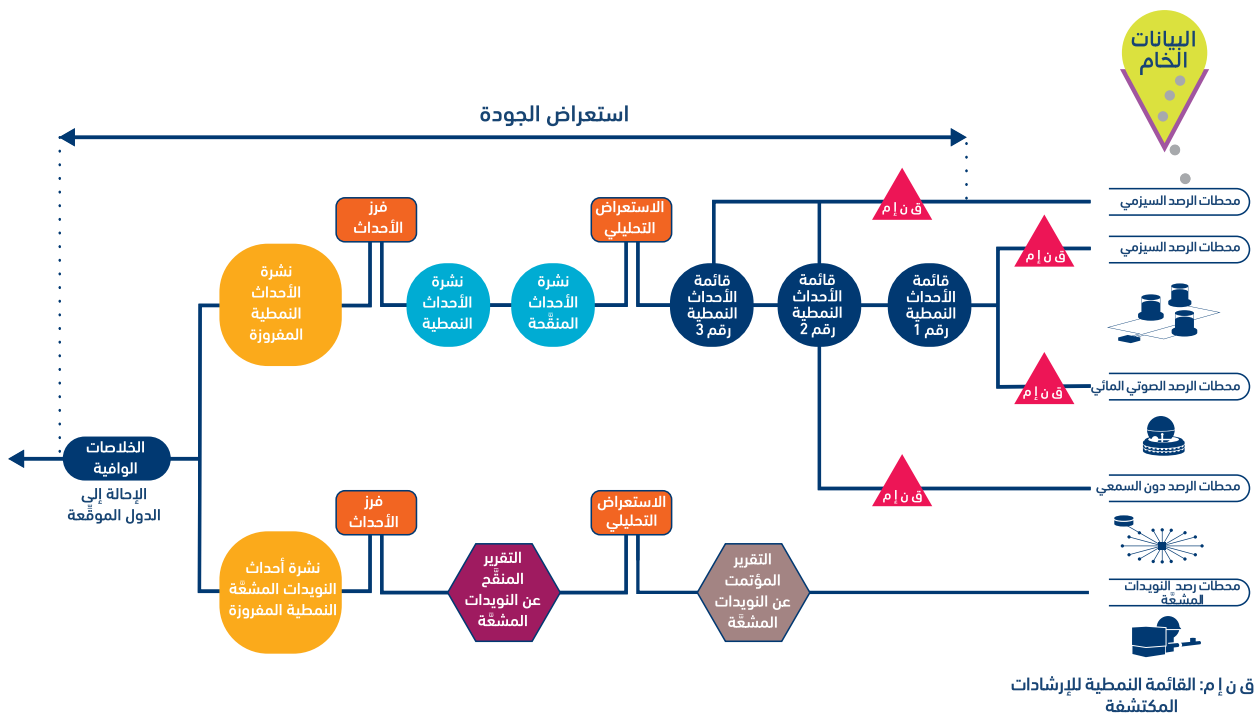 البيانات
الخام
استعراض الجودة
محطات الرصد السيزمي
ق ن إ م
محطات الرصد السيزمي
ق ن إ م
محطات الرصد الصوتي المائي
ق ن إ م
محطات الرصد دون السمعي
ق ن إ م
محطات رصد النويدات
المشعَّة
قائمة
الأحداث
النمطية
رقم 1
قائمة
الأحداث
النمطية
رقم 2
قائمة
الأحداث
النمطية
رقم 3
الاستعراض
التحليلي
نشرة
الأحداث
المنقَّحة
نشرة
الأحداث
النمطية
فرز
الأحداث
نشرة
الأحداث
النمطية
المفروزة
التقرير
المؤتمت
عن النويدات
المشعَّة
الاستعراض
التحليلي
التقرير
المنقَّح
عن النويدات
المشعَّة
فرز
الأحداث
نشرة أحداث
النويدات المشعَّة
النمطية المفروزة
الخلاصات
الوافية
الإحالة إلى
الدول الموقِّعة
ق ن إ م: القائمة النمطية للإرشادات
المكتشفة